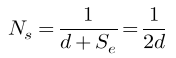 N_s = \frac{1}{d + S_e} = \frac{1}{2d}